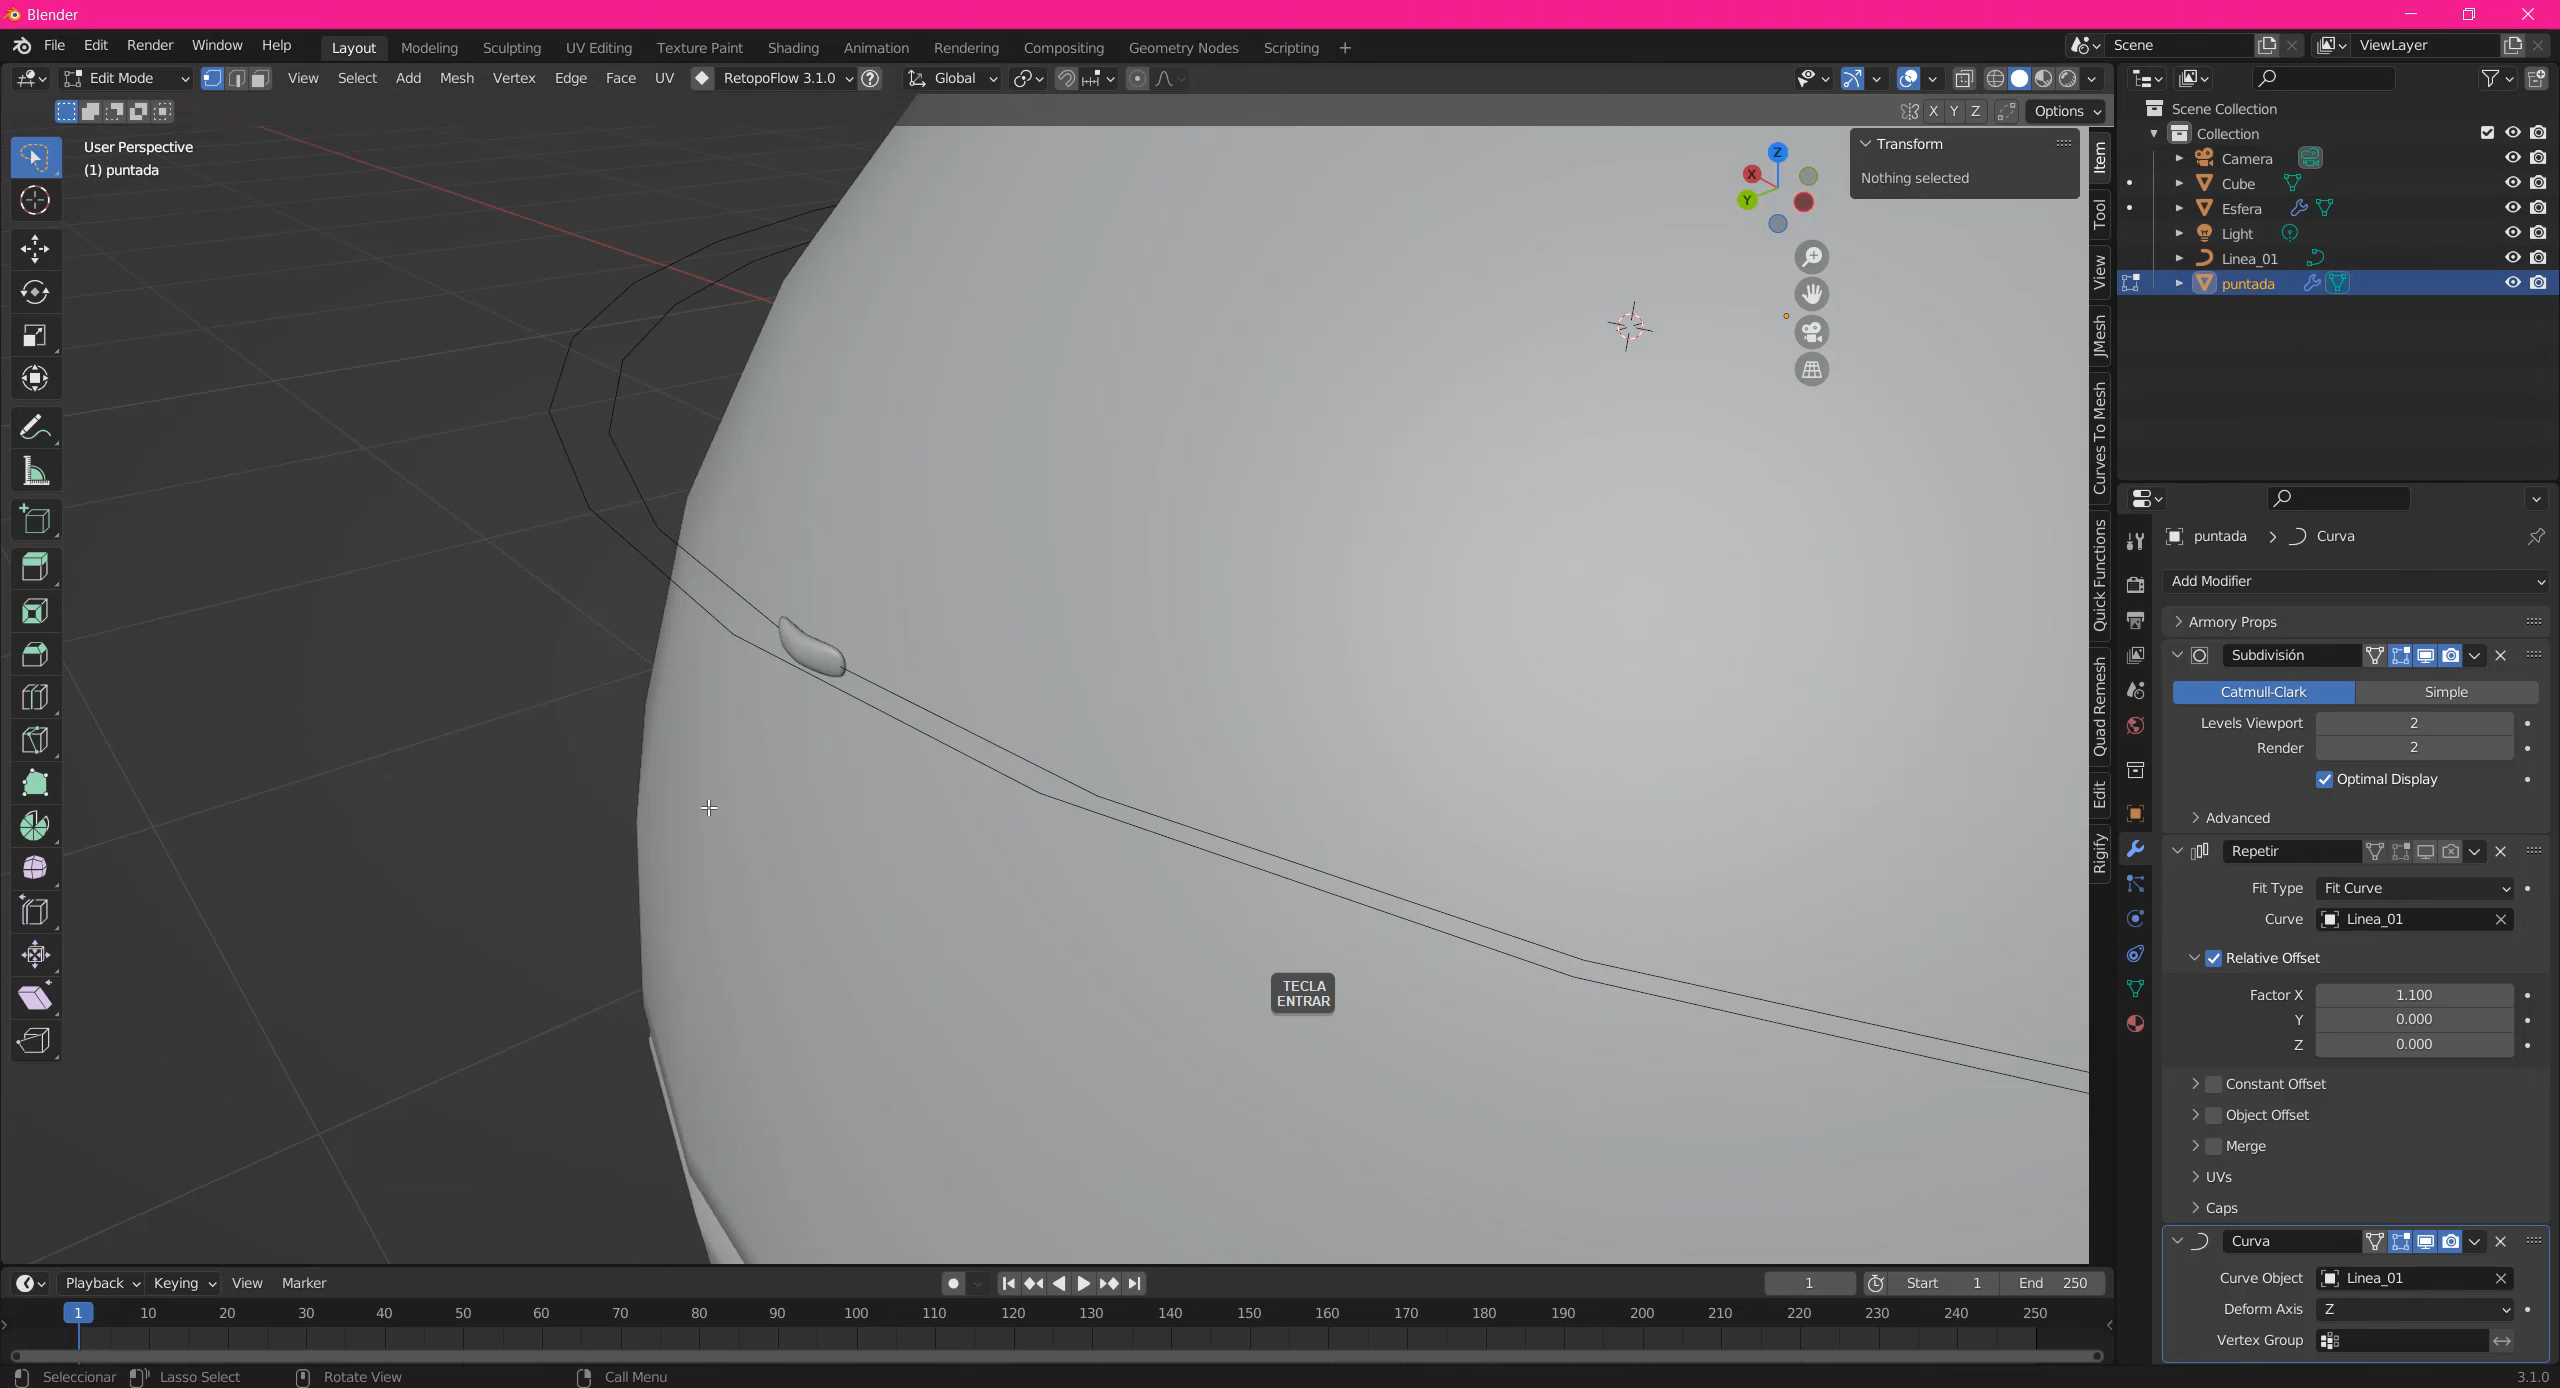 Blender
File Edit Render Window Help Layout Modeling Sculpting UV Editing Texture Paint Shading Animation Rendering Compositing Geometry Nodes Scripting + Scene ViewLayer
Edit Mode View Select Add Mesh Vertex Edge Face UV RetopoFlow 3.1.0 Global
X Y Z Options
User Perspective
(1) puntada
Transform
Nothing selected
Z
X
Y
Item
Tool
View
JMesh
Curves To Mesh
Quick Functions
Quad Remesh
Edit
Rigify
TECLA
ENTRAR
Scene Collection
Collection
Camera
Cube
Esfera
Light
Linea_01
puntada
puntada > Curva
Add Modifier
Armory Props
Subdivisión
Catmull-Clark Simple
Levels Viewport 2
Render 2
Optimal Display
Advanced
Repetir
Fit Type Fit Curve
Curve Linea_01
Relative Offset
Factor X 1.100
Y 0.000
Z 0.000
Constant Offset
Object Offset
Merge
UVs
Caps
Curva
Curve Object Linea_01
Deform Axis Z
Vertex Group
Playback Keying View Marker 1 Start 1 End 250
1 10 20 30 40 50 60 70 80 90 100 110 120 130 140 150 160 170 180 190 200 210 220 230 240 250
Seleccionar Lasso Select Rotate View Call Menu 3.1.0